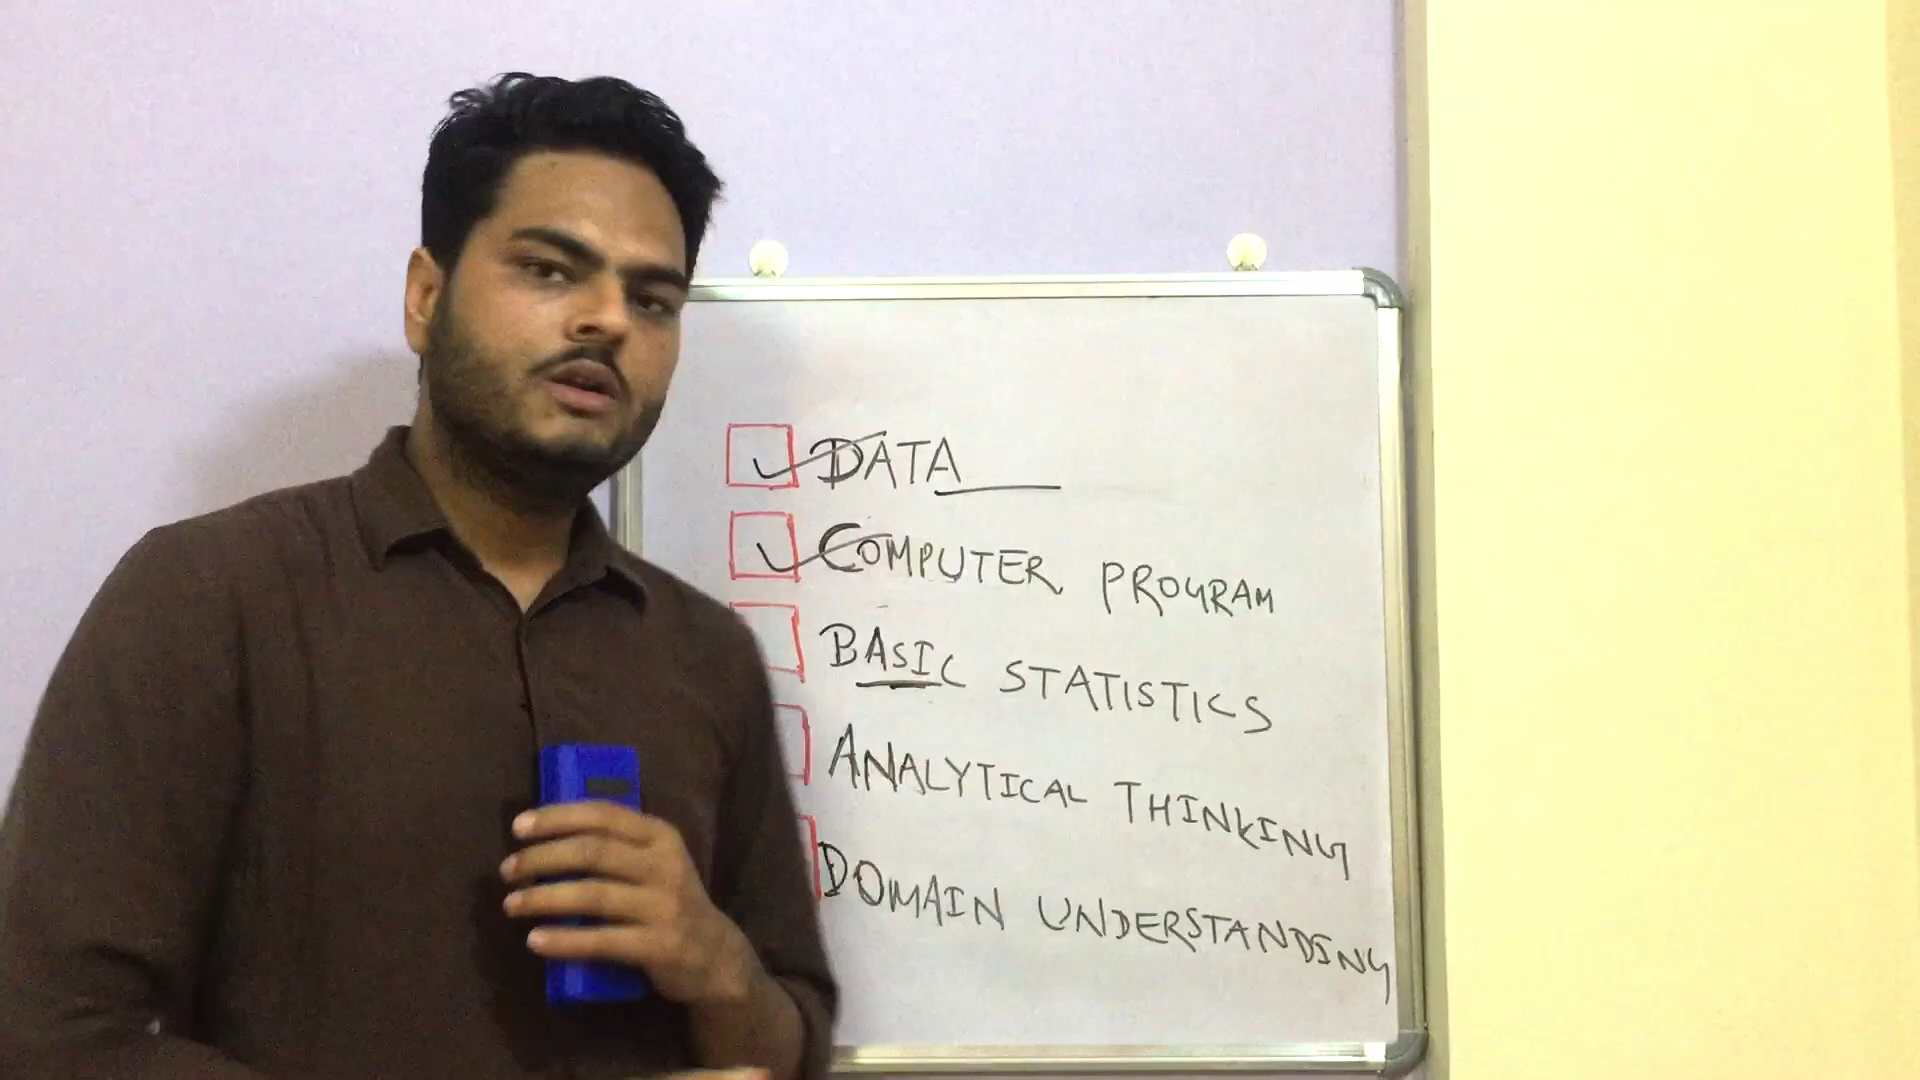 DATA
COMPUTER PROGRAM
BASIC STATISTICS
ANALYTICAL THINKING
DOMAIN UNDERSTANDING